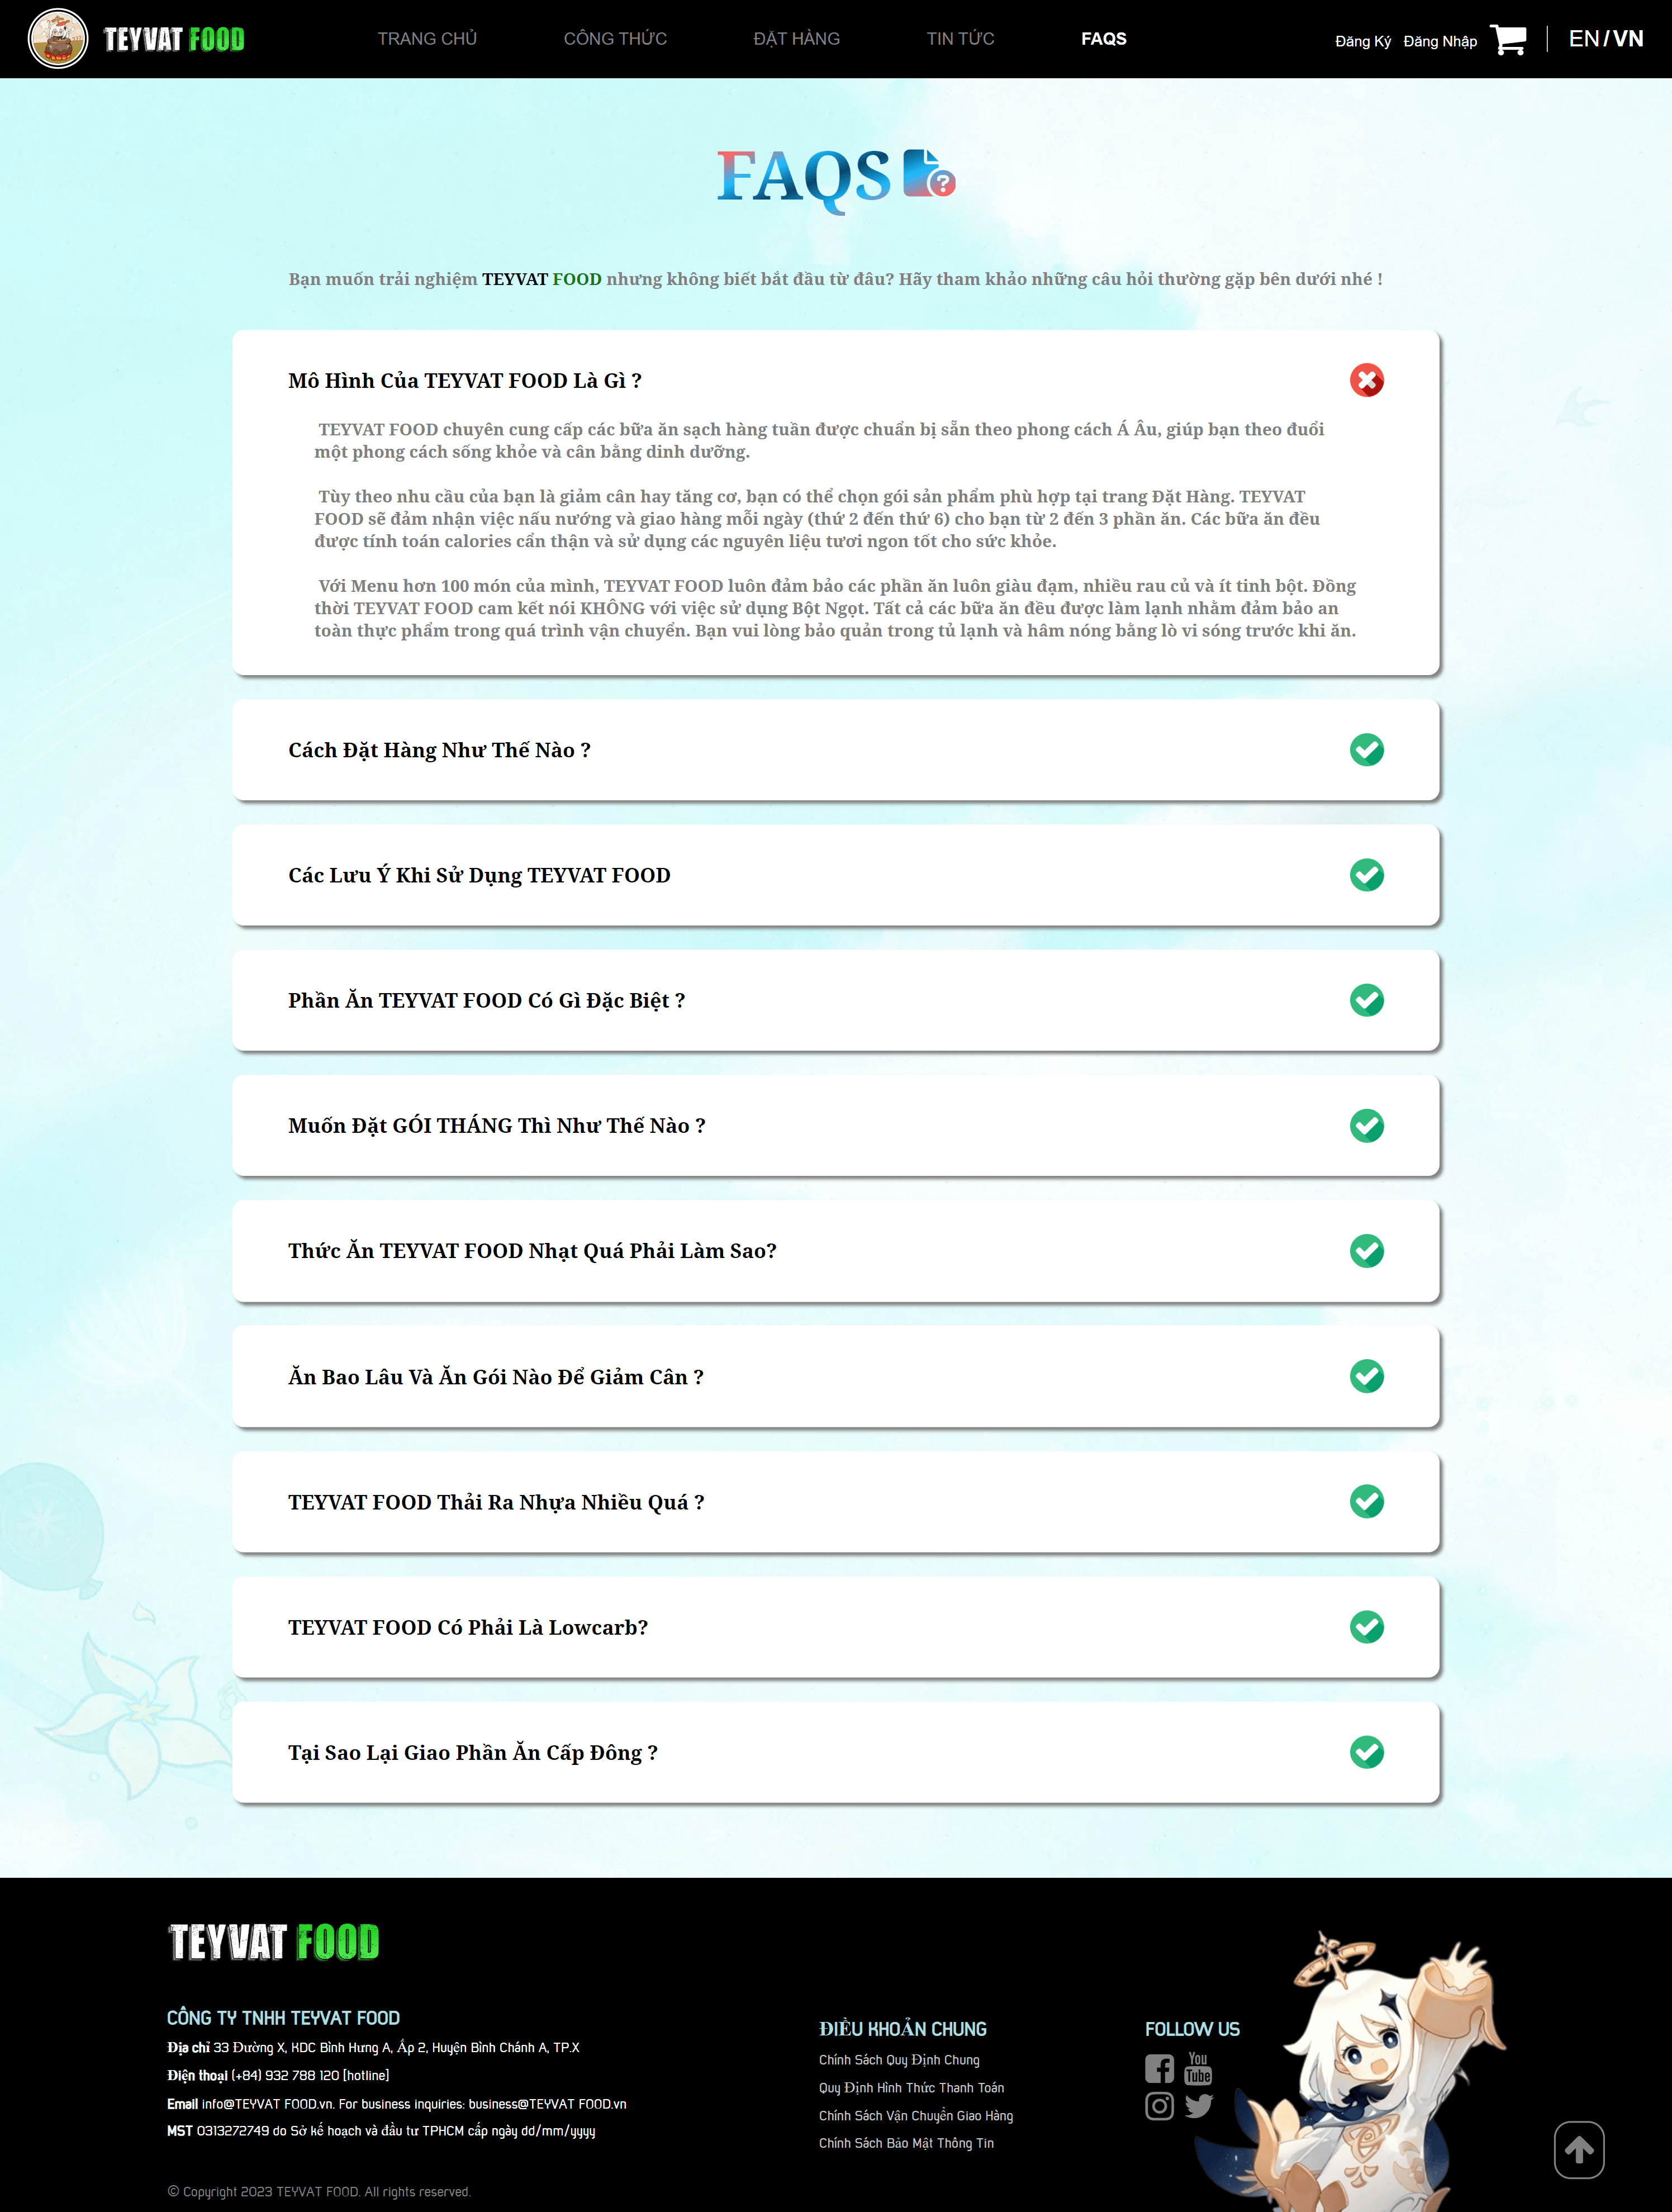 TEYVAT FOOD
TRANG CHỦ
CÔNG THỨC
ĐẶT HÀNG
TIN TỨC
FAQS
Đăng Ký
Đăng Nhập
EN/VN
FAQS
Bạn muốn trải nghiệm TEYVAT FOOD nhưng không biết bắt đầu từ đâu? Hãy tham khảo những câu hỏi thường gặp bên dưới nhé !
Mô Hình Của TEYVAT FOOD Là Gì ?
TEYVAT FOOD chuyên cung cấp các bữa ăn sạch hàng tuần được chuẩn bị sẵn theo phong cách Á Âu, giúp bạn theo đuổi
một phong cách sống khỏe và cân bằng dinh dưỡng.
Tùy theo nhu cầu của bạn là giảm cân hay tăng cơ, bạn có thể chọn gói sản phẩm phù hợp tại trang Đặt Hàng. TEYVAT
FOOD sẽ đảm nhận việc nấu nướng và giao hàng mỗi ngày (thứ 2 đến thứ 6) cho bạn từ 2 đến 3 phần ăn. Các bữa ăn đều
được tính toán calories cẩn thận và sử dụng các nguyên liệu tươi ngon tốt cho sức khỏe.
Với Menu hơn 100 món của mình, TEYVAT FOOD luôn đảm bảo các phần ăn luôn giàu đạm, nhiều rau củ và ít tinh bột. Đồng
thời TEYVAT FOOD cam kết nói KHÔNG với việc sử dụng Bột Ngọt. Tất cả các bữa ăn đều được làm lạnh nhằm đảm bảo an
toàn thực phẩm trong quá trình vận chuyển. Bạn vui lòng bảo quản trong tủ lạnh và hâm nóng bằng lò vi sóng trước khi ăn.
Cách Đặt Hàng Như Thế Nào ?
Các Lưu Ý Khi Sử Dụng TEYVAT FOOD
Phần Ăn TEYVAT FOOD Có Gì Đặc Biệt ?
Muốn Đặt GÓI THÁNG Thì Như Thế Nào ?
Thức Ăn TEYVAT FOOD Nhạt Quá Phải Làm Sao?
Ăn Bao Lâu Và Ăn Gói Nào Để Giảm Cân ?
TEYVAT FOOD Thải Ra Nhựa Nhiều Quá ?
TEYVAT FOOD Có Phải Là Lowcarb?
Tại Sao Lại Giao Phần Ăn Cấp Đông ?
TEYVAT FOOD
CÔNG TY TNHH TEYVAT FOOD
Địa chỉ 33 Đường X, KDC Bình Hưng A, Ấp 2, Huyện Bình Chánh A, TP.X
Điện thoại (+84) 932 788 120 [hotline]
Email info@TEYVAT FOOD.vn. For business inquiries: business@TEYVAT FOOD.vn
MST 0313272749 do Sở kế hoạch và đầu tư TPHCM cấp ngày dd/mm/yyyy
© Copyright 2023 TEYVAT FOOD. All rights reserved.
ĐIỀU KHOẢN CHUNG
Chính Sách Quy Định Chung
Quy Định Hình Thức Thanh Toán
Chính Sách Vận Chuyển Giao Hàng
Chính Sách Bảo Mật Thông Tin
FOLLOW US
You
Tube